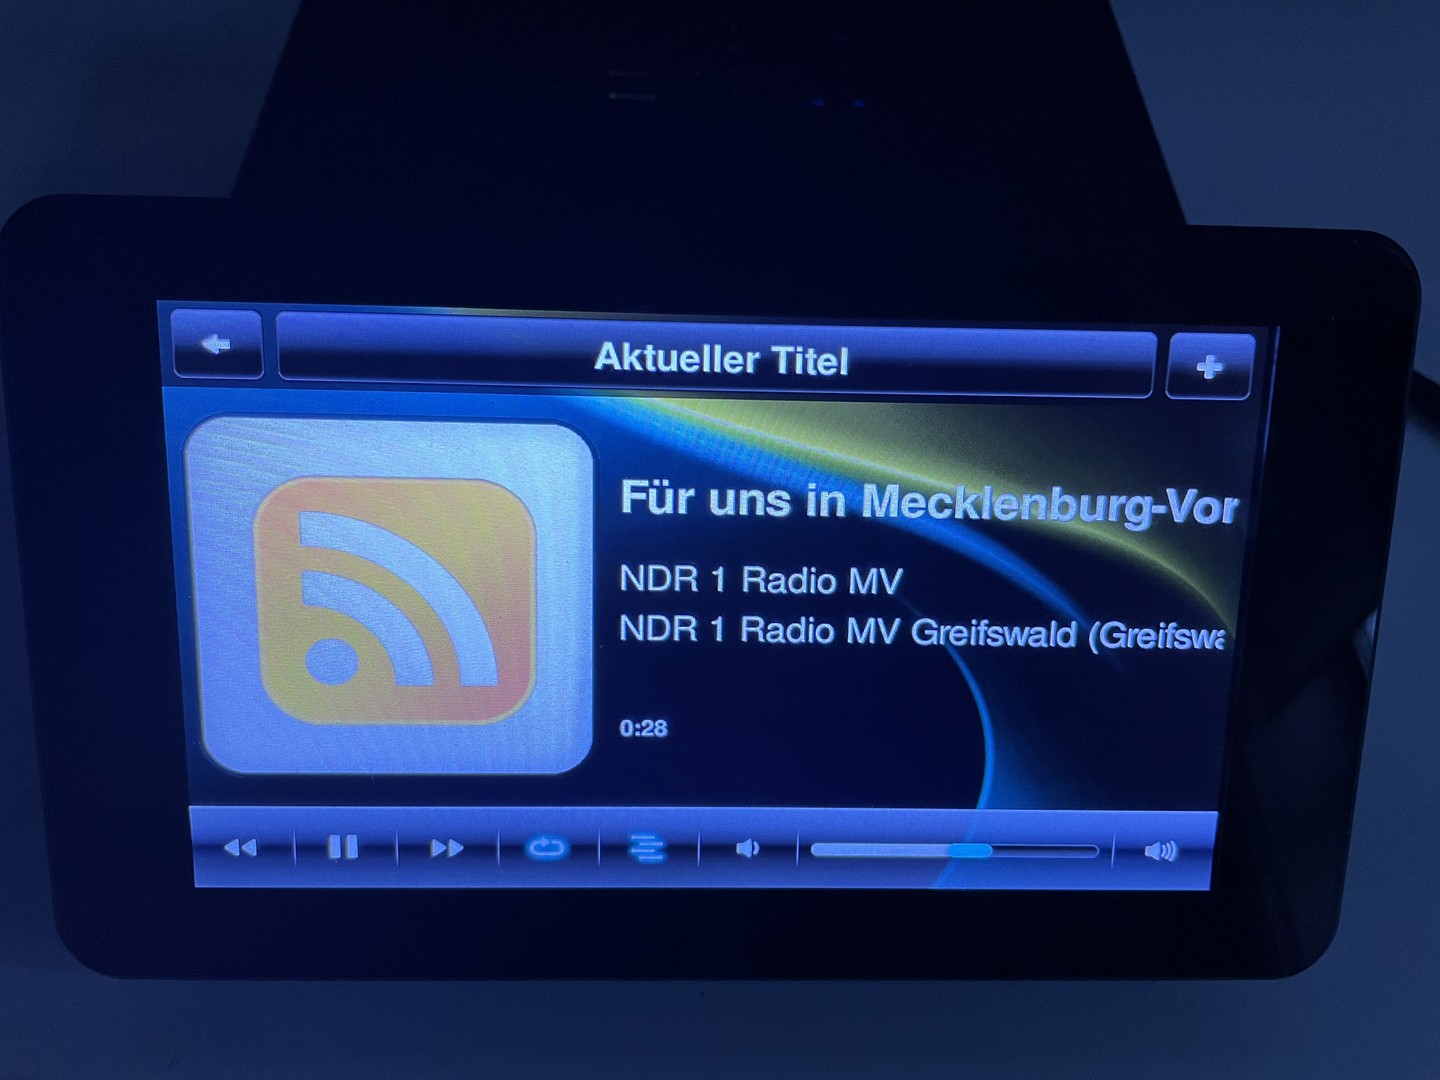 Aktueller Titel
Für uns in Mecklenburg-Vor
NDR 1 Radio MV
NDR 1 Radio MV Greifswald (Greifswa
0:28